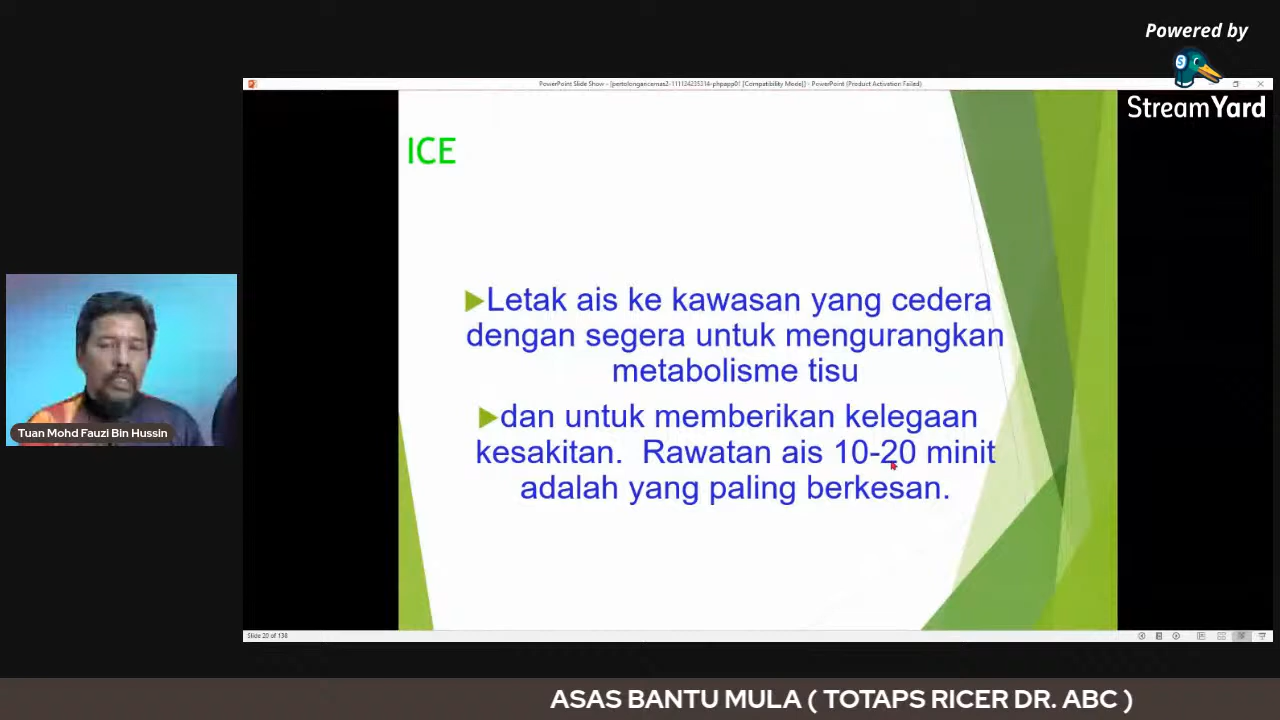 Powered by
StreamYard
PowerPoint Slide Show - [pertolongancemas2-111134235314-phpapp01 [Compatibility Mode]] - PowerPoint (Product Activation Failed)
ICE
Letak ais ke kawasan yang cedera
dengan segera untuk mengurangkan
metabolisme tisu
dan untuk memberikan kelegaan
kesakitan. Rawatan ais 10-20 minit
adalah yang paling berkesan.
Tuan Mohd Fauzi Bin Hussin
Slide 20 of 138
ASAS BANTU MULA ( TOTAPS RICER DR. ABC )